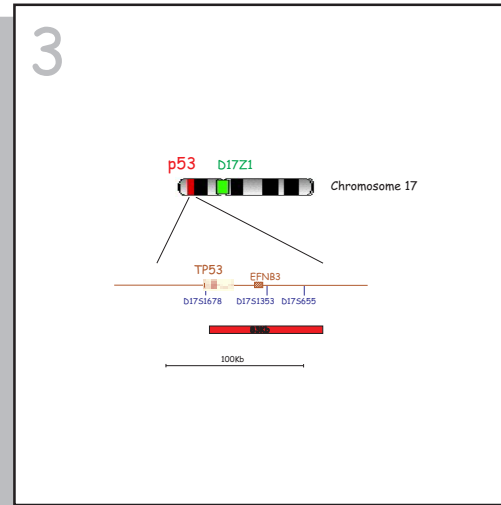 3
p53 D17Z1
Chromosome 17
TP53
EFNB3
D17S1678 D17S1353 D17S655
100Kb